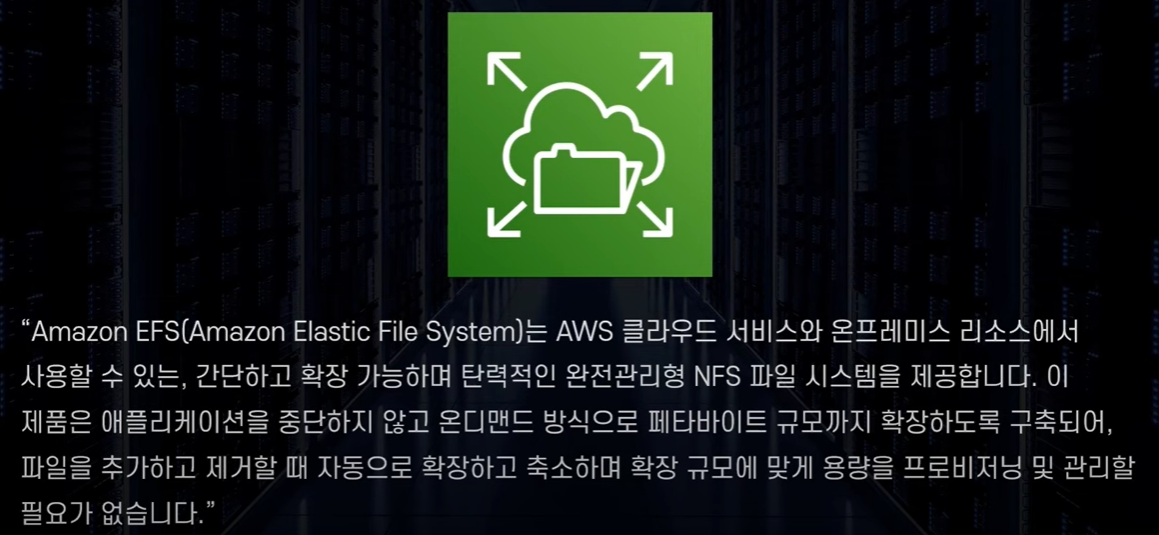 “Amazon EFS(Amazon Elastic File System)는 AWS 클라우드 서비스와 온프레미스 리소스에서
사용할 수 있는, 간단하고 확장 가능하며 탄력적인 완전관리형 NFS 파일 시스템을 제공합니다. 이
제품은 애플리케이션을 중단하지 않고 온디맨드 방식으로 페타바이트 규모까지 확장하도록 구축되어,
파일을 추가하고 제거할 때 자동으로 확장하고 축소하며 확장 규모에 맞게 용량을 프로비저닝 및 관리할
필요가 없습니다.”